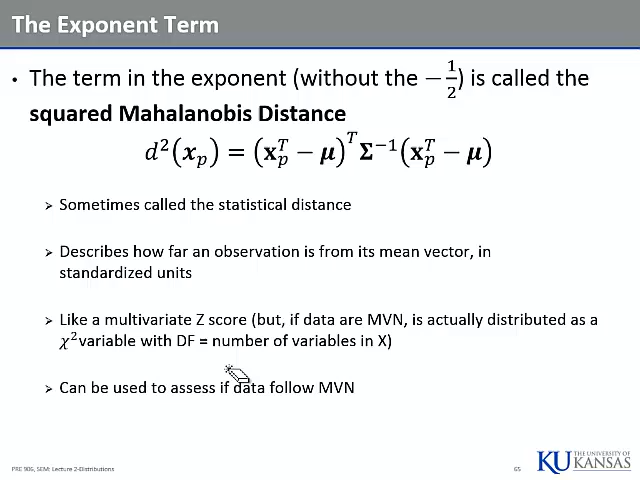 The Exponent Term
• The term in the exponent (without the −1/2) is called the
squared Mahalanobis Distance
d²(𝒙ₚ) = (𝐱ₚᵀ − 𝝁)ᵀ 𝚺⁻¹(𝐱ₚᵀ − 𝝁)
➢ Sometimes called the statistical distance
➢ Describes how far an observation is from its mean vector, in
standardized units
➢ Like a multivariate Z score (but, if data are MVN, is actually distributed as a
χ² variable with DF = number of variables in X)
➢ Can be used to assess if data follow MVN
PRE 906, SEM: Lecture 2-Distributions
65
KU THE UNIVERSITY OF
KANSAS